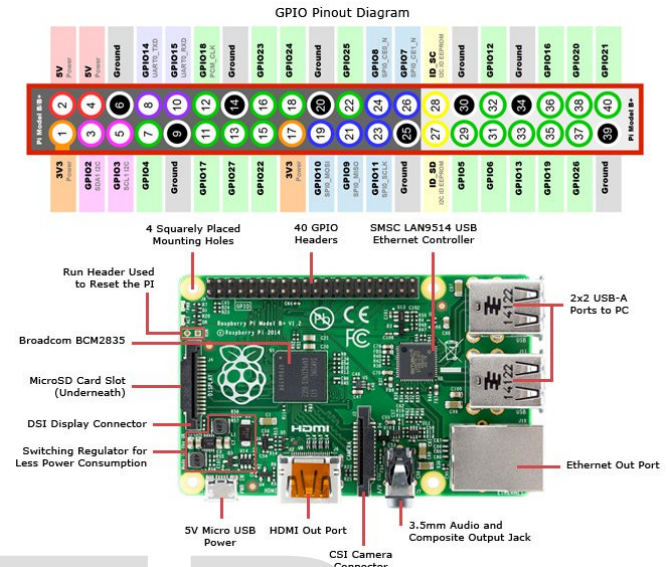 GPIO Pinout Diagram
5V
Power
5V
Power
Ground
GPIO14
UART0_TXD
GPIO15
UART0_RXD
GPIO18
PCM_CLK
Ground
GPIO23
GPIO24
Ground
GPIO25
GPIO8
SPI0_CE0_N
GPIO7
SPI0_CE1_N
ID_SC
I2C ID EEPROM
Ground
GPIO12
Ground
GPIO16
GPIO20
GPIO21
Pi Model B/B+
2 4 6 8 10 12 14 16 18 20 22 24 26 28 30 32 34 36 38 40
1 3 5 7 9 11 13 15 17 19 21 23 25 27 29 31 33 35 37 39
Pi Model B+
3V3
Power
GPIO2
SDA1 I2C
GPIO3
SCL1 I2C
GPIO4
Ground
GPIO17
GPIO27
GPIO22
3V3
Power
GPIO10
SPI0_MOSI
GPIO9
SPI0_MISO
GPIO11
SPI0_SCLK
Ground
ID_SD
I2C ID EEPROM
GPIO5
GPIO6
GPIO13
GPIO19
GPIO26
Ground
4 Squarely Placed
Mounting Holes
40 GPIO
Headers
SMSC LAN9514 USB
Ethernet Controller
Run Header Used
to Reset the PI
Broadcom BCM2835
MicroSD Card Slot
(Underneath)
DSI Display Connector
Switching Regulator for
Less Power Consumption
2x2 USB-A
Ports to PC
Ethernet Out Port
5V Micro USB
Power
HDMI Out Port
CSI Camera
Connector
3.5mm Audio and
Composite Output Jack
GPIO
Raspberry Pi Model B+ V1.2
© Raspberry Pi 2014
CE
FC
DISPLAY
HDMI
CAMERA
14122
14122
USB
USB